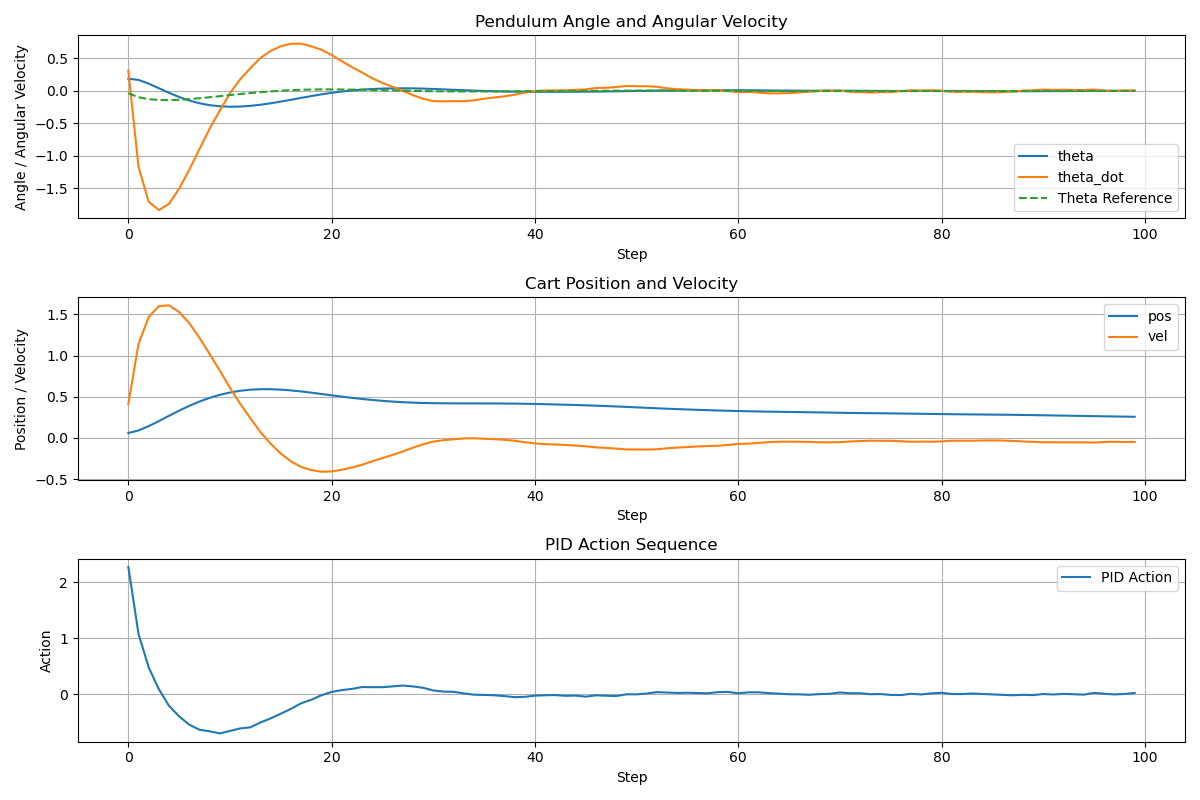 Pendulum Angle and Angular Velocity
Angle / Angular Velocity
0.5
0.0
−0.5
−1.0
−1.5
theta
theta_dot
Theta Reference
0 20 40 60 80 100
Step
Cart Position and Velocity
Position / Velocity
1.5
1.0
0.5
0.0
−0.5
pos
vel
0 20 40 60 80 100
Step
PID Action Sequence
Action
2
1
0
PID Action
0 20 40 60 80 100
Step